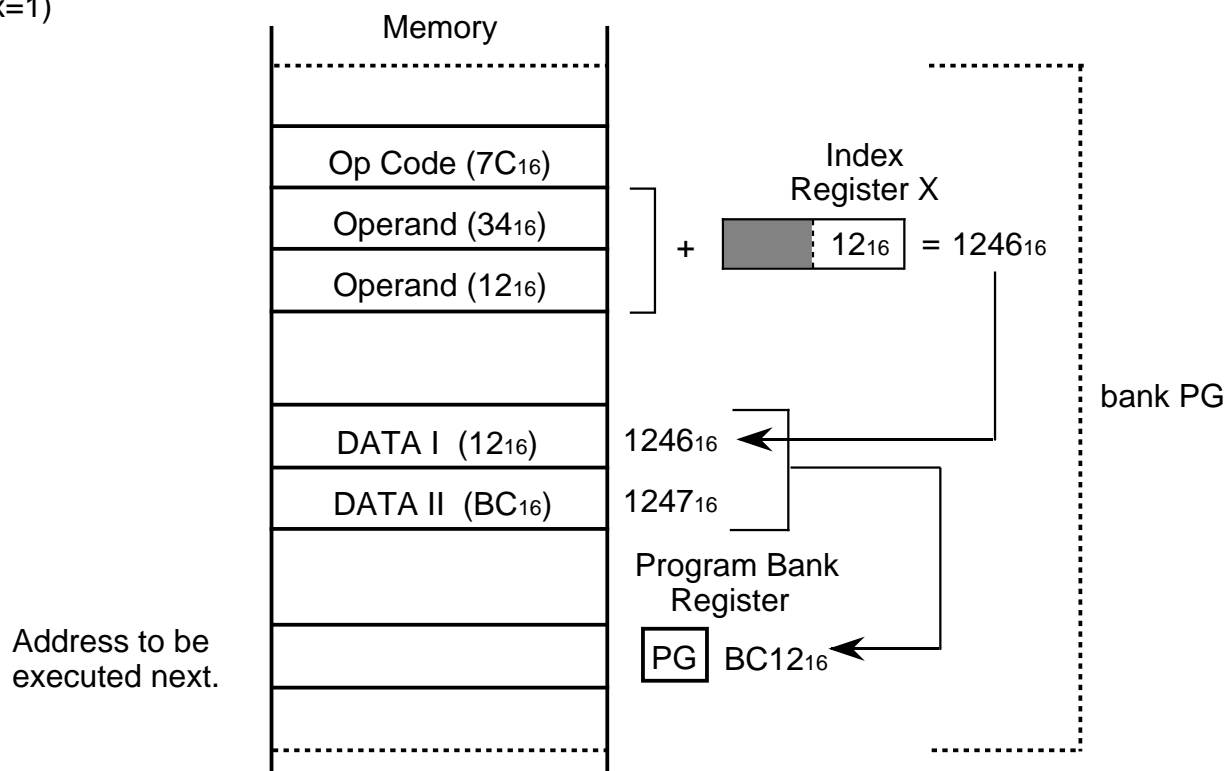 x=1)
Memory
Op Code (7C16)
Index
Register X
Operand (3416)
+ 1216 = 124616
Operand (1216)
bank PG
DATA I (1216) 124616
DATA II (BC16) 124716
Program Bank
Register
Address to be
executed next.
PG BC1216